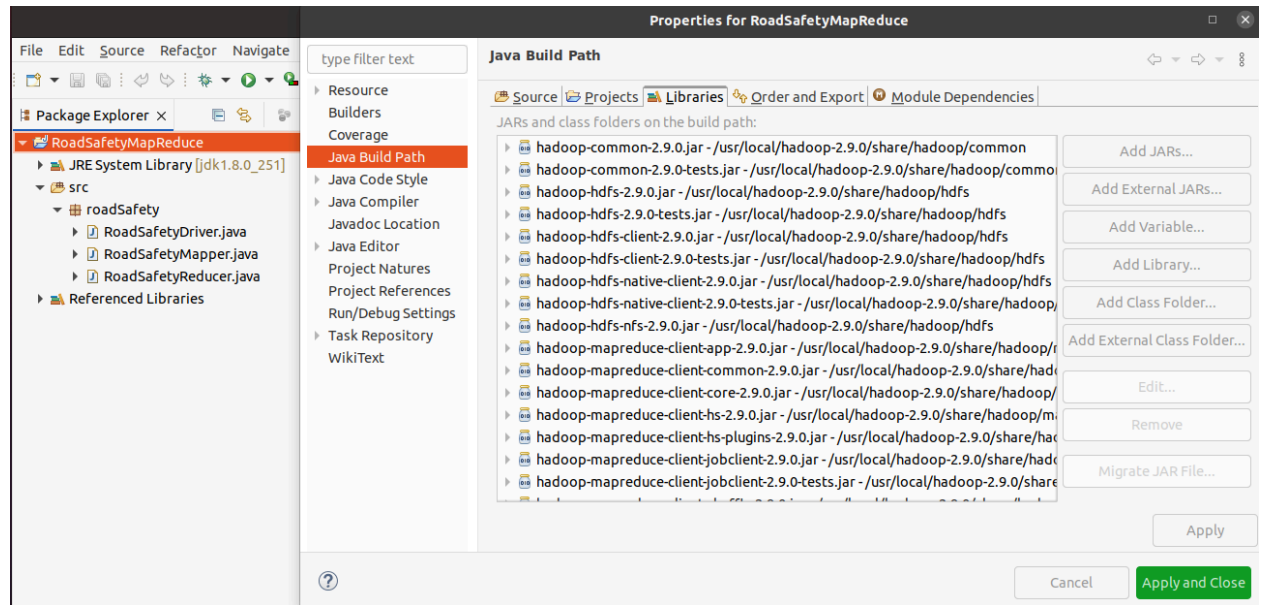 Properties for RoadSafetyMapReduce
File Edit Source Refactor Navigate
Package Explorer
RoadSafetyMapReduce
JRE System Library [jdk1.8.0_251]
src
roadSafety
RoadSafetyDriver.java
RoadSafetyMapper.java
RoadSafetyReducer.java
Referenced Libraries
type filter text
Resource
Builders
Coverage
Java Build Path
Java Code Style
Java Compiler
Javadoc Location
Java Editor
Project Natures
Project References
Run/Debug Settings
Task Repository
WikiText
Java Build Path
Source Projects Libraries Order and Export Module Dependencies
JARs and class folders on the build path:
hadoop-common-2.9.0.jar - /usr/local/hadoop-2.9.0/share/hadoop/common
hadoop-common-2.9.0-tests.jar - /usr/local/hadoop-2.9.0/share/hadoop/commo
hadoop-hdfs-2.9.0.jar - /usr/local/hadoop-2.9.0/share/hadoop/hdfs
hadoop-hdfs-2.9.0-tests.jar - /usr/local/hadoop-2.9.0/share/hadoop/hdfs
hadoop-hdfs-client-2.9.0.jar - /usr/local/hadoop-2.9.0/share/hadoop/hdfs
hadoop-hdfs-client-2.9.0-tests.jar - /usr/local/hadoop-2.9.0/share/hadoop/hdfs
hadoop-hdfs-native-client-2.9.0.jar - /usr/local/hadoop-2.9.0/share/hadoop/hdfs
hadoop-hdfs-native-client-2.9.0-tests.jar - /usr/local/hadoop-2.9.0/share/hadoop/
hadoop-hdfs-nfs-2.9.0.jar - /usr/local/hadoop-2.9.0/share/hadoop/hdfs
hadoop-mapreduce-client-app-2.9.0.jar - /usr/local/hadoop-2.9.0/share/hadoop/r
hadoop-mapreduce-client-common-2.9.0.jar - /usr/local/hadoop-2.9.0/share/had
hadoop-mapreduce-client-core-2.9.0.jar - /usr/local/hadoop-2.9.0/share/hadoop/
hadoop-mapreduce-client-hs-2.9.0.jar - /usr/local/hadoop-2.9.0/share/hadoop/m
hadoop-mapreduce-client-hs-plugins-2.9.0.jar - /usr/local/hadoop-2.9.0/share/ha
hadoop-mapreduce-client-jobclient-2.9.0.jar - /usr/local/hadoop-2.9.0/share/had
hadoop-mapreduce-client-jobclient-2.9.0-tests.jar - /usr/local/hadoop-2.9.0/share
Add JARs...
Add External JARs...
Add Variable...
Add Library...
Add Class Folder...
Add External Class Folder...
Edit...
Remove
Migrate JAR File...
Apply
Cancel
Apply and Close